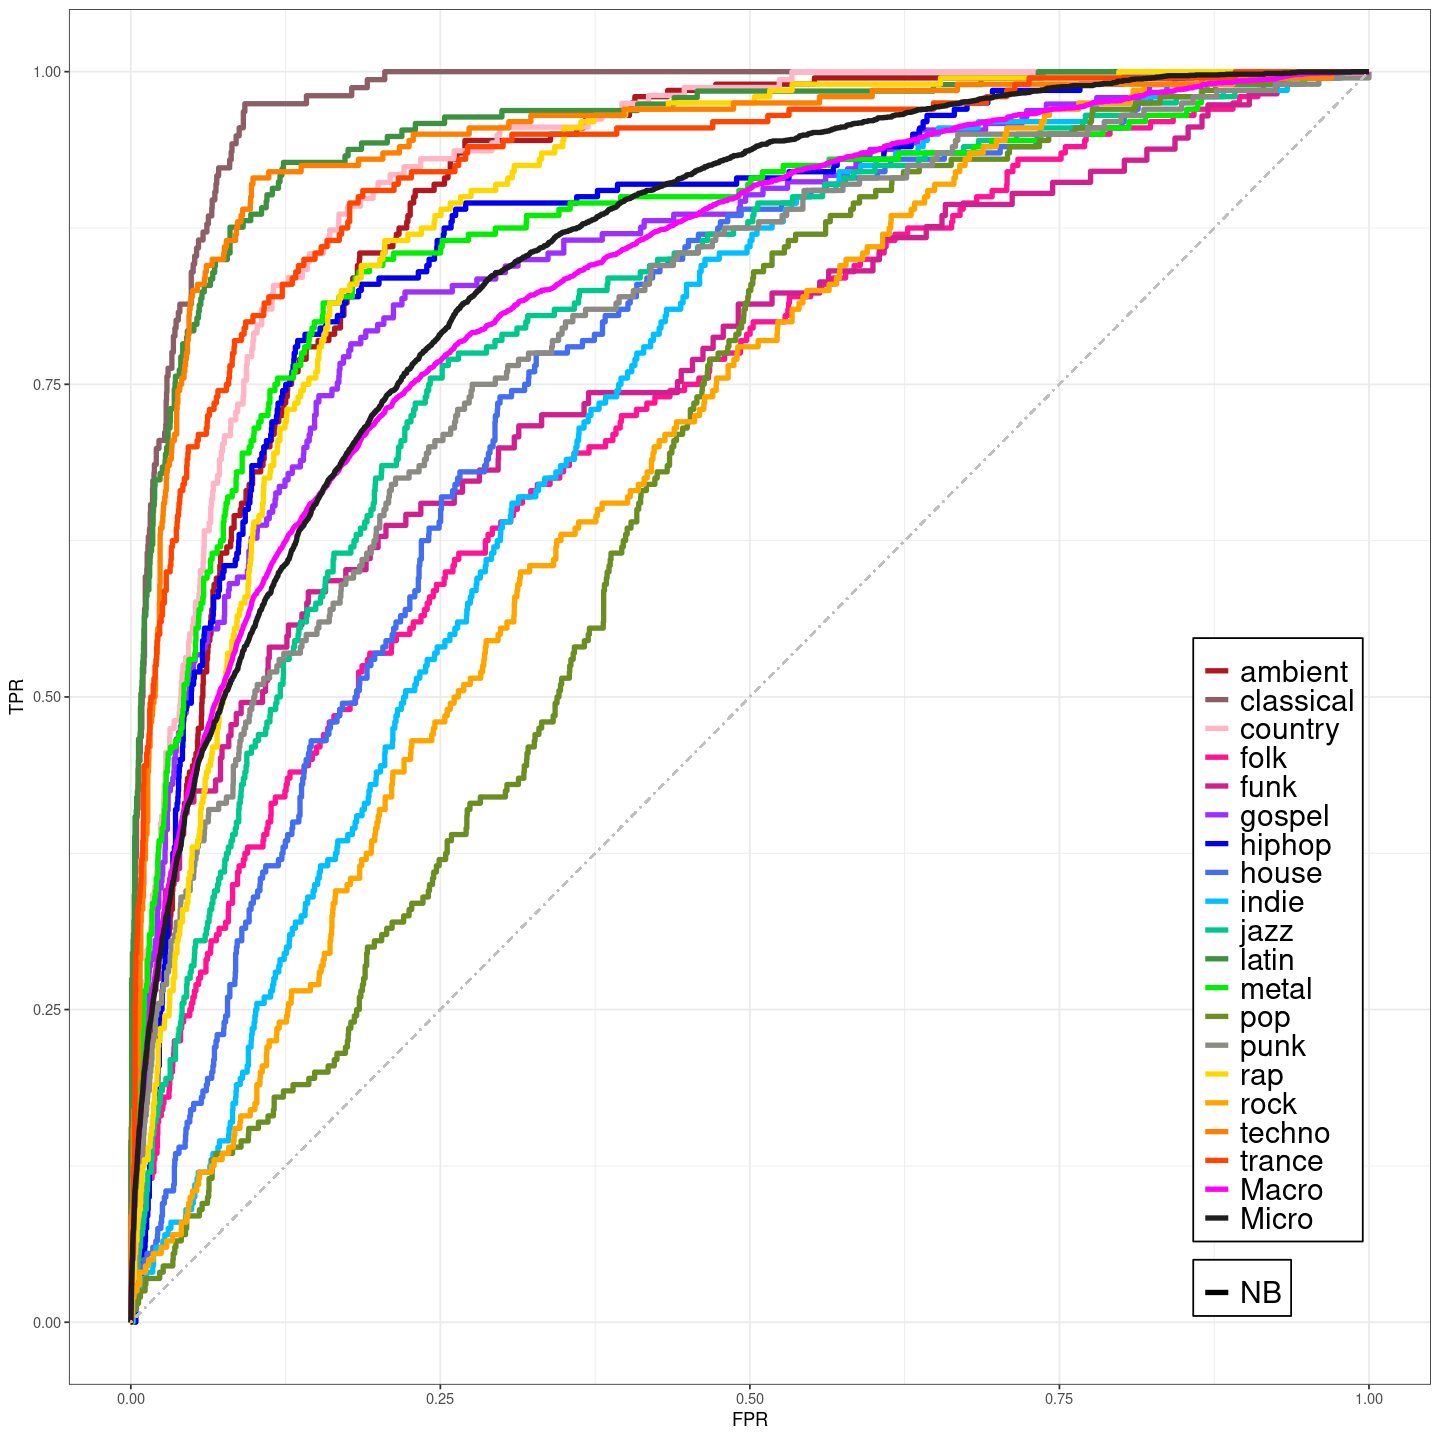 1.00
0.75
0.50
0.25
0.00
TPR
0.00
0.25
0.50
0.75
1.00
FPR
ambient
classical
country
folk
funk
gospel
hiphop
house
indie
jazz
latin
metal
pop
punk
rap
rock
techno
trance
Macro
Micro
NB